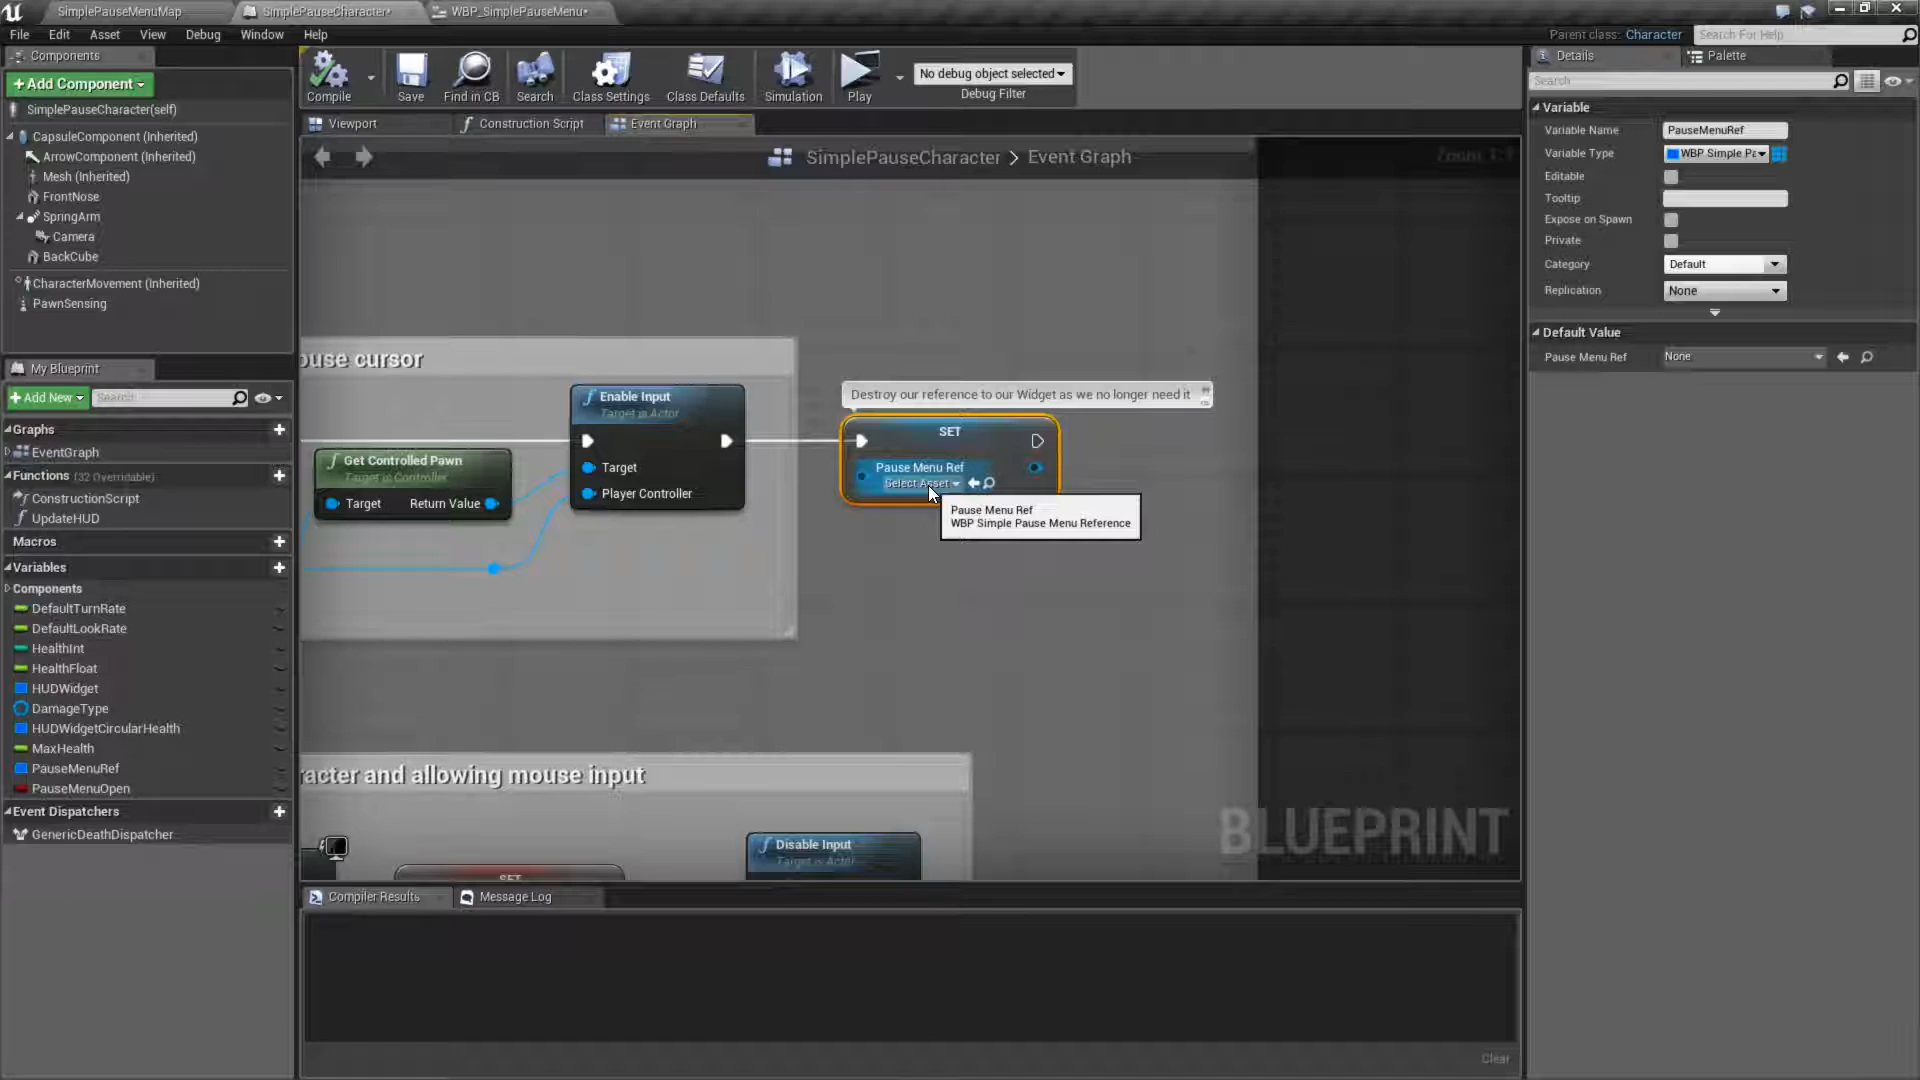 SimplePauseMenuMap
SimplePauseCharacter*
WBP_SimplePauseMenu*
File Edit Asset View Debug Window Help
Parent class: Character
Search For Help
Components
+Add Component
SimplePauseCharacter(self)
CapsuleComponent (Inherited)
ArrowComponent (Inherited)
Mesh (Inherited)
FrontNose
SpringArm
Camera
BackCube
CharacterMovement (Inherited)
PawnSensing
My Blueprint
+Add New
Search
Graphs
EventGraph
Functions (32 Overridable)
ConstructionScript
UpdateHUD
Macros
Variables
Components
DefaultTurnRate
DefaultLookRate
HealthInt
HealthFloat
HUDWidget
DamageType
HUDWidgetCircularHealth
MaxHealth
PauseMenuRef
PauseMenuOpen
Event Dispatchers
GenericDeathDispatcher
Compile
Save
Find in CB
Search
Class Settings
Class Defaults
Simulation
Play
No debug object selected
Debug Filter
Viewport
Construction Script
Event Graph
SimplePauseCharacter > Event Graph
ouse cursor
Enable Input
Target is Actor
Target
Player Controller
Get Controlled Pawn
Target is Controller
Target Return Value
Destroy our reference to our Widget as we no longer need it
SET
Pause Menu Ref
Select Asset
Pause Menu Ref
WBP Simple Pause Menu Reference
racter and allowing mouse input
SET
Disable Input
Target is Actor
BLUEPRINT
Compiler Results
Message Log
Clear
Details
Palette
Search
Variable
Variable Name PauseMenuRef
Variable Type WBP Simple Pa
Editable
Tooltip
Expose on Spawn
Private
Category Default
Replication None
Default Value
Pause Menu Ref None